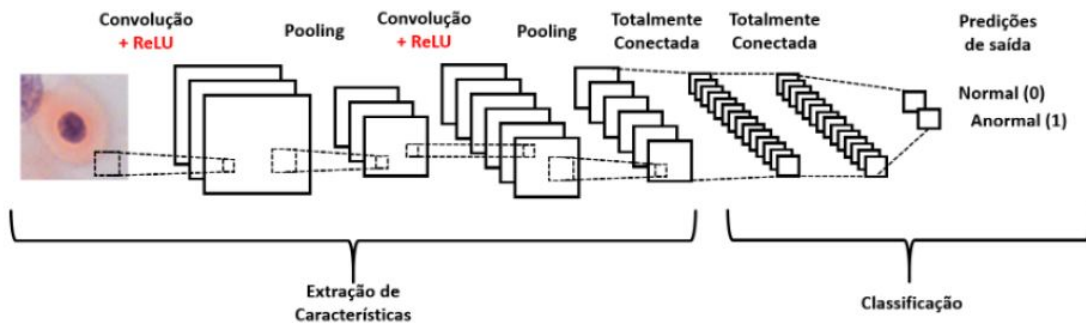 Convolução
+ ReLU
Pooling
Convolução
+ ReLU
Pooling
Totalmente
Conectada
Totalmente
Conectada
Predições
de saída
Normal (0)
Anormal (1)
Extração de
Características
Classificação